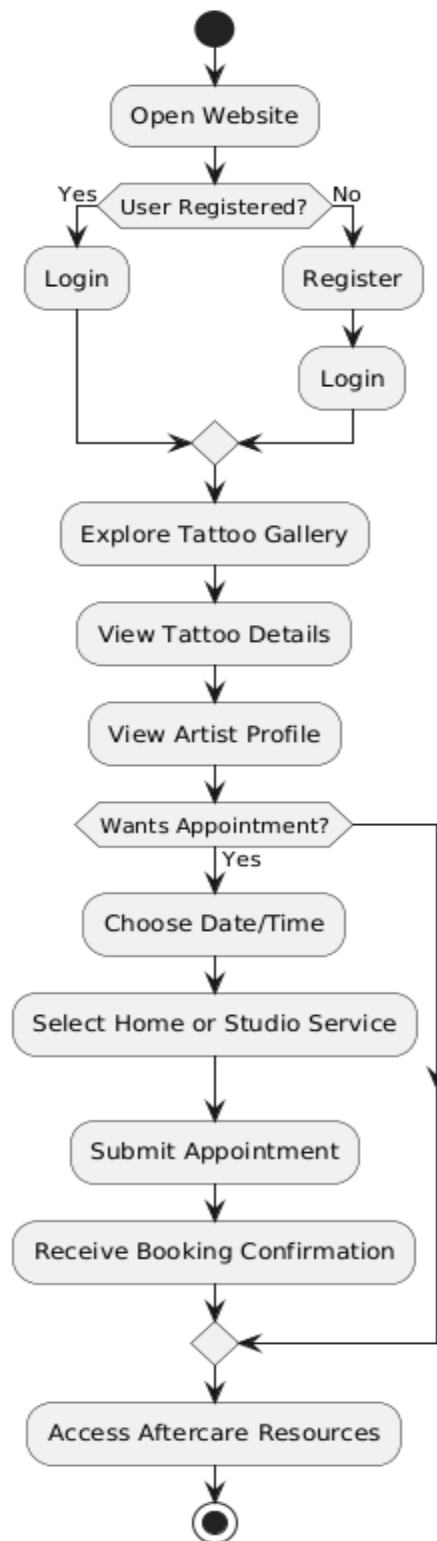 Open Website
Yes
User Registered?
No
Login
Register
Login
Explore Tattoo Gallery
View Tattoo Details
View Artist Profile
Wants Appointment?
Yes
Choose Date/Time
Select Home or Studio Service
Submit Appointment
Receive Booking Confirmation
Access Aftercare Resources